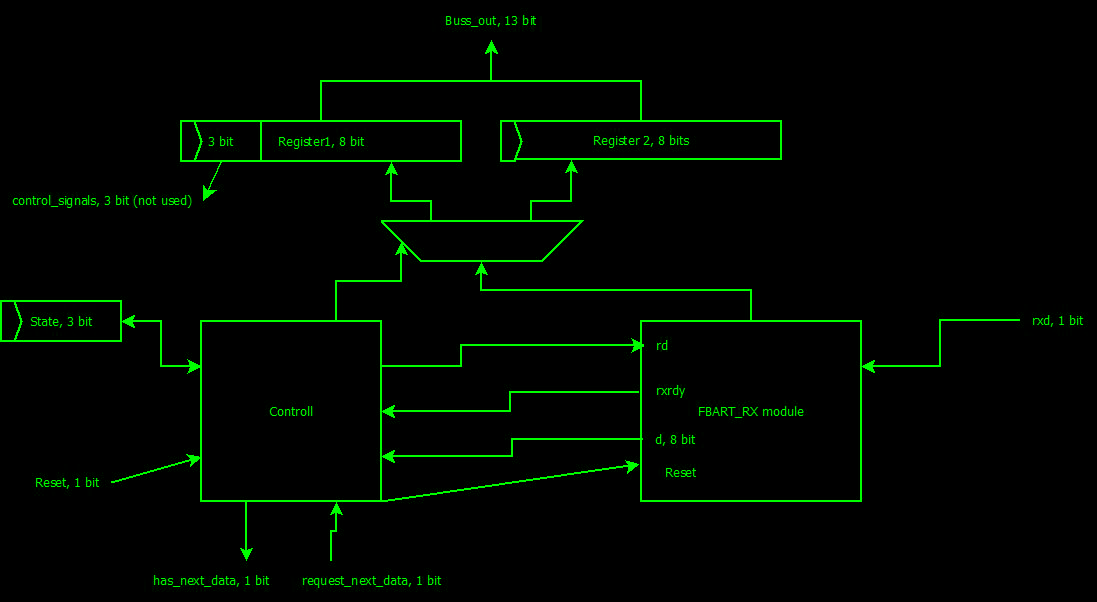 Buss_out, 13 bit
3 bit
Register1, 8 bit
Register 2, 8 bits
control_signals, 3 bit (not used)
State, 3 bit
rxd, 1 bit
rd
rxrdy
Controll
FBART_RX module
d, 8 bit
Reset
Reset, 1 bit
has_next_data, 1 bit
request_next_data, 1 bit